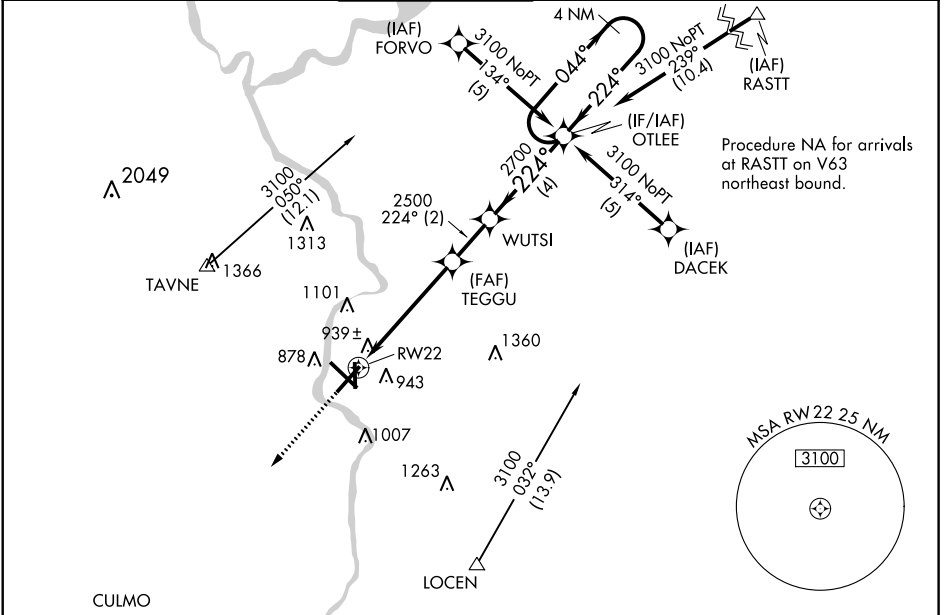 4 NM
(IAF)
FORVO
3100 NoPT
134°
(5)
044°
224°
3100 NoPT
239°
(10.4)
(IAF)
RASTT
(IF/IAF)
OTLEE
Procedure NA for arrivals
at RASTT on V63
northeast bound.
2700
224°
(4)
3100 NoPT
314°
(5)
2049
3100
050°
(12.1)
2500
224° (2)
WUTSI
(IAF)
DACEK
1313
1366
TAVNE
(FAF)
TEGGU
1101
939±
1360
878
RW22
943
MSA RW 22 25 NM
3100
1007
1263
3100
032°
(13.9)
LOCEN
CULMO